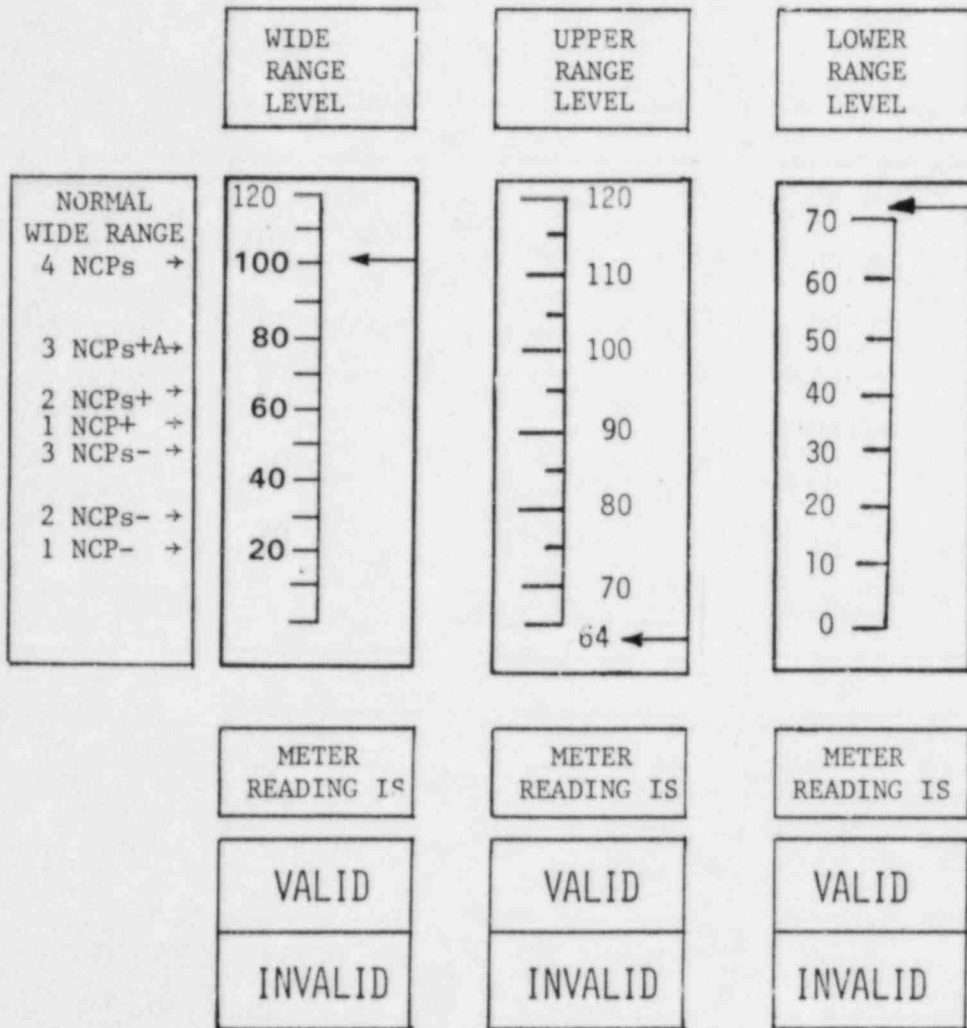 WIDE
RANGE
LEVEL
UPPER
RANGE
LEVEL
LOWER
RANGE
LEVEL
NORMAL
WIDE RANGE
4 NCPs →
3 NCPs+A→
2 NCPs+ →
1 NCP+ →
3 NCPs- →
2 NCPs- →
1 NCP- →
120
100
80
60
40
20
120
110
100
90
80
70
64
70
60
50
40
30
20
10
0
METER
READING IS
METER
READING IS
METER
READING IS
VALID
VALID
VALID
INVALID
INVALID
INVALID